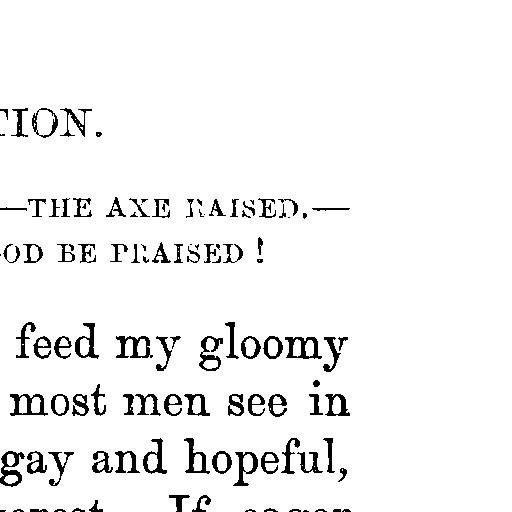 TION.
—THE AXE RAISED.—
OD BE PRAISED!
feed my gloomy
most men see in
gay and hopeful,
If eager